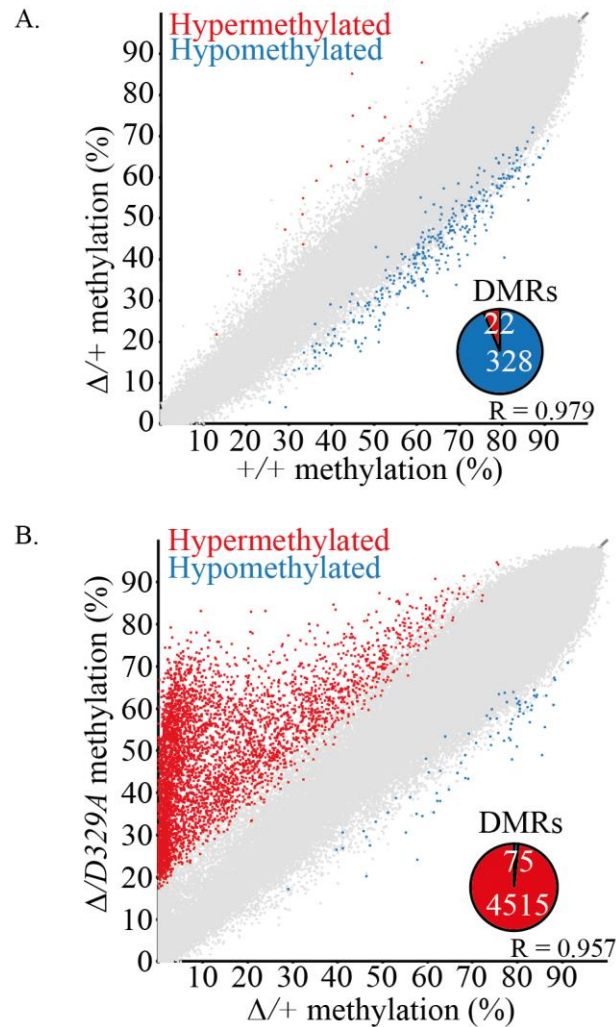 A.
Hypermethylated
Hypomethylated
Δ/+ methylation (%)
90
80
70
60
50
40
30
20
10
0
DMRs
22
328
R = 0.979
10 20 30 40 50 60 70 80 90
+/+ methylation (%)
B.
Hypermethylated
Hypomethylated
Δ/D329A methylation (%)
90
80
70
60
50
40
30
20
10
0
DMRs
75
4515
R = 0.957
10 20 30 40 50 60 70 80 90
Δ/+ methylation (%)